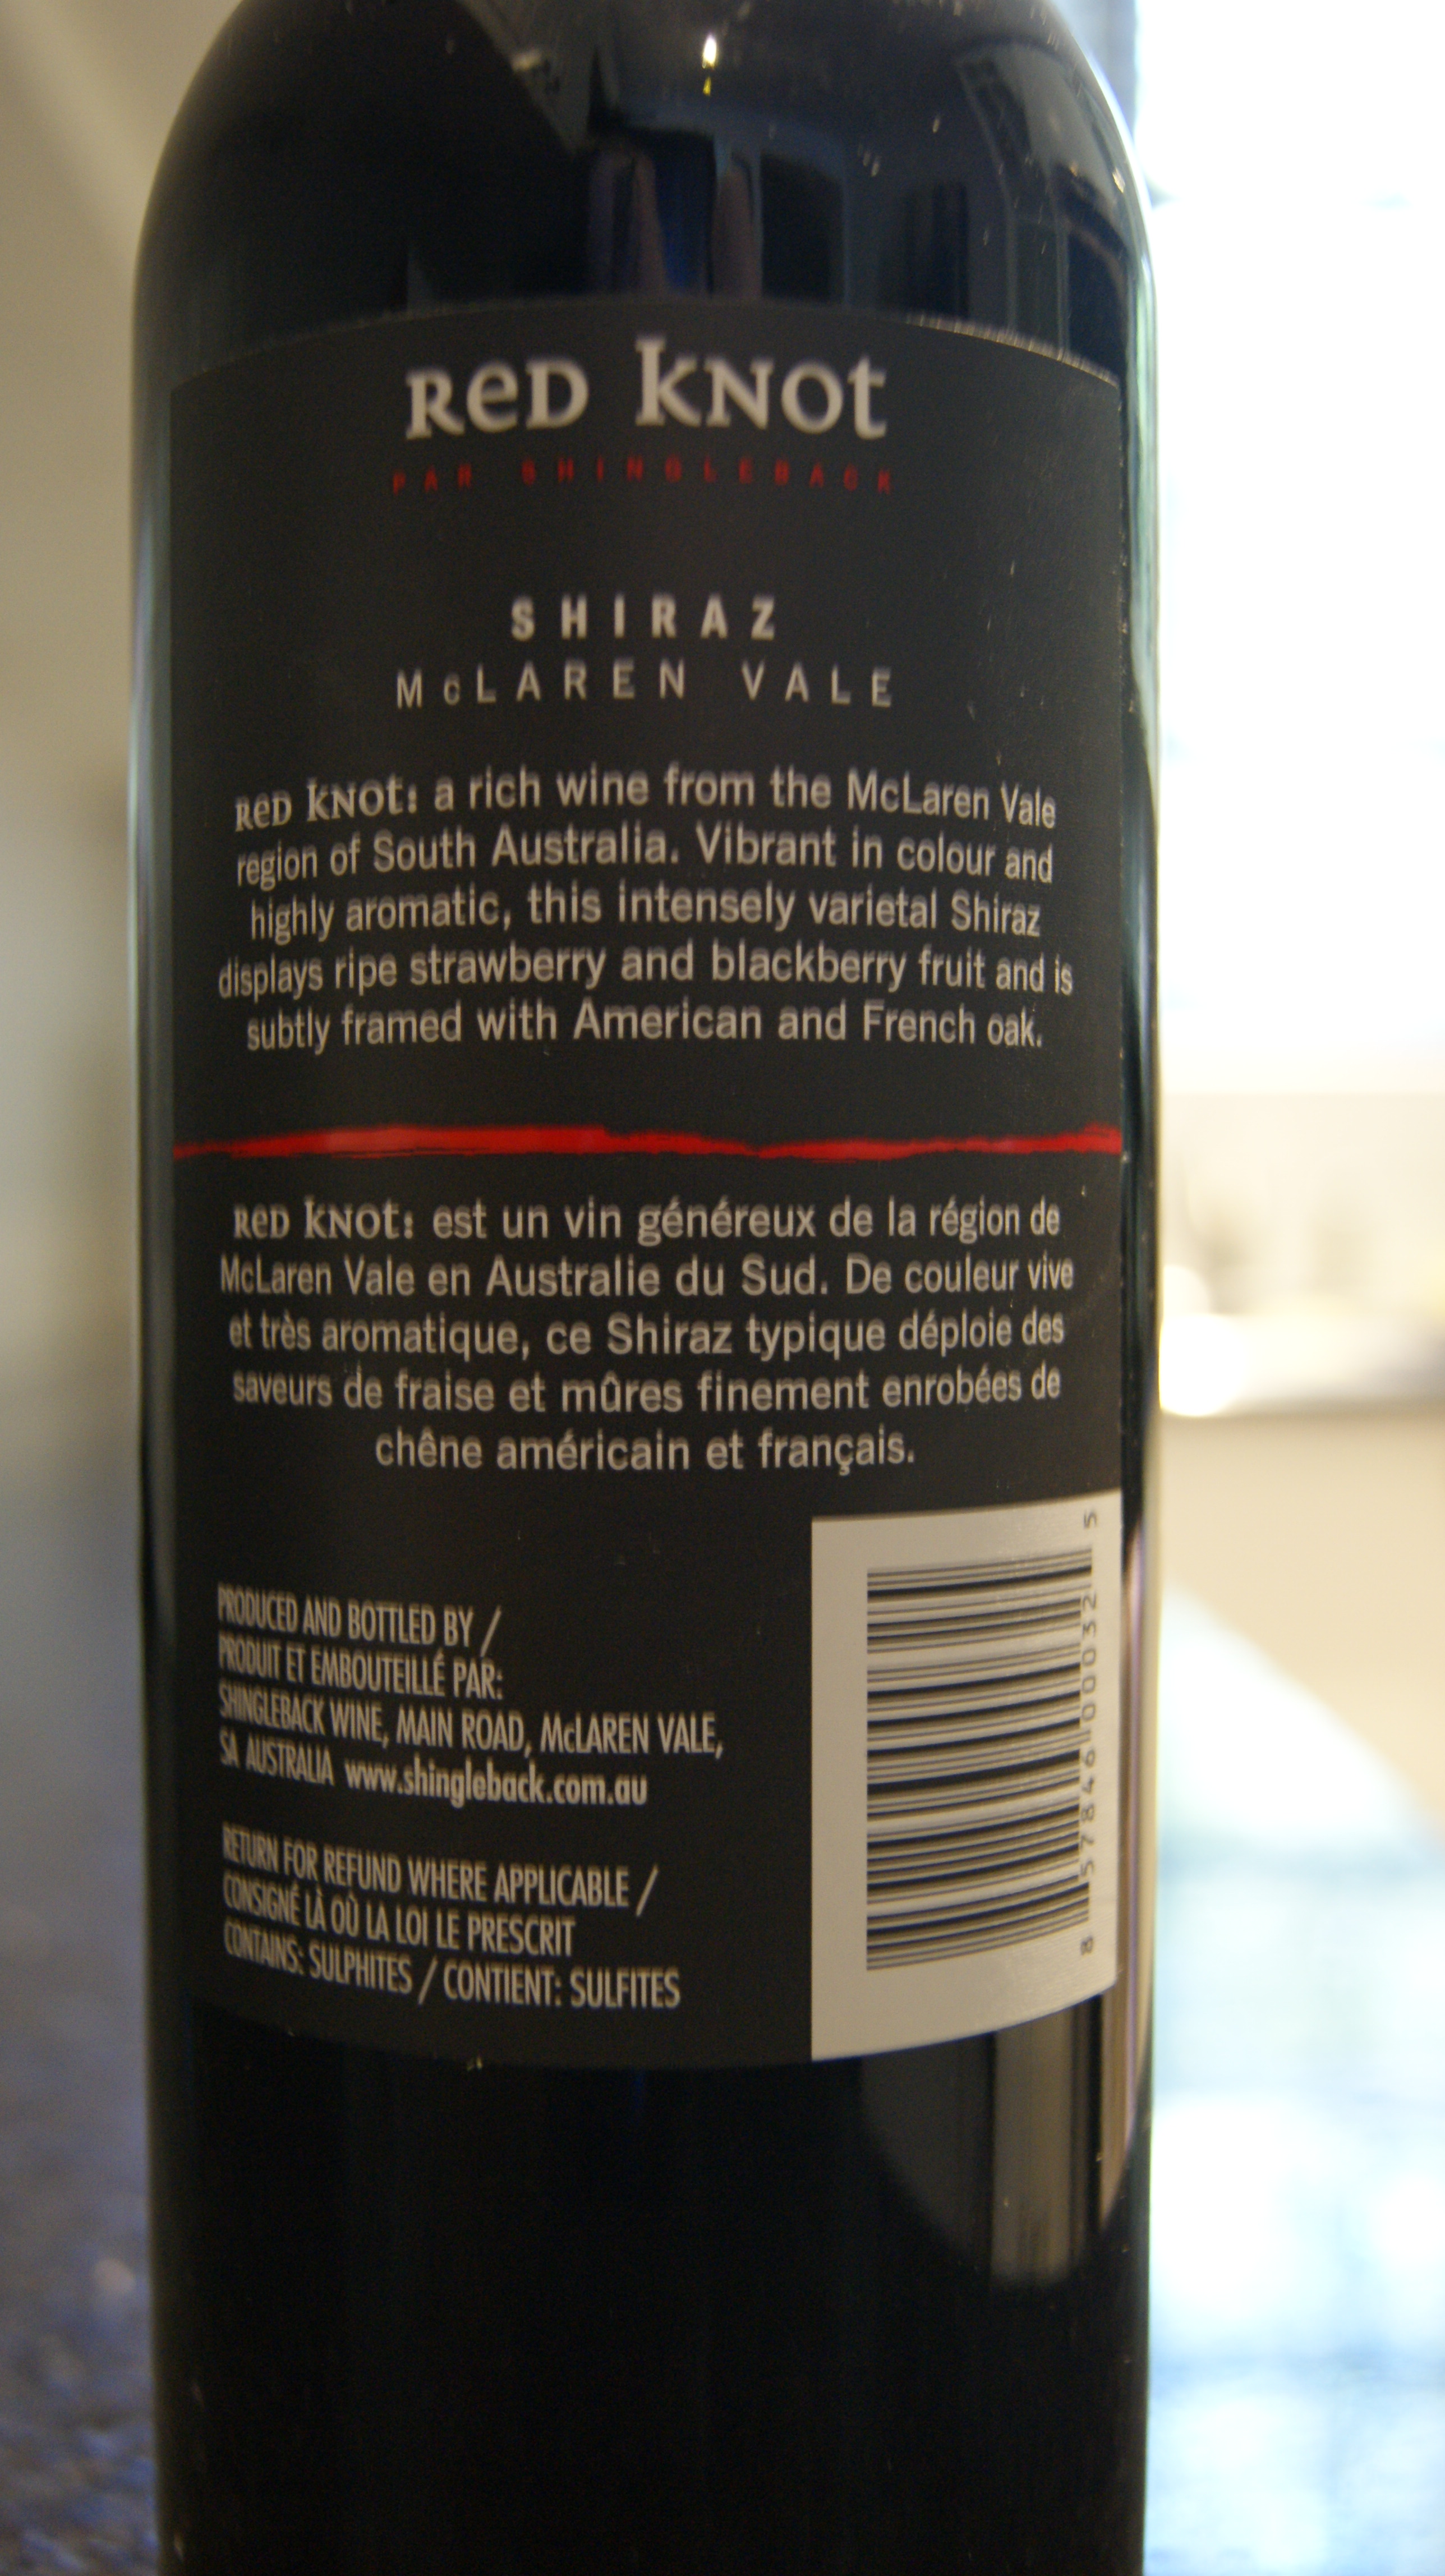 RED KNOT
PAR SHINGLEBACK
SHIRAZ
McLAREN VALE
RED KNOT: a rich wine from the McLaren Vale
region of South Australia. Vibrant in colour and
highly aromatic, this intensely varietal Shiraz
displays ripe strawberry and blackberry fruit and is
subtly framed with American and French oak.
RED KNOT: est un vin généreux de la région de
McLaren Vale en Australie du Sud. De couleur vive
et très aromatique, ce Shiraz typique déploie des
saveurs de fraise et mûres finement enrobées de
chêne américain et français.
PRODUCED AND BOTTLED BY /
PRODUIT ET EMBOUTEILLÉ PAR:
SHINGLEBACK WINE, MAIN ROAD, McLAREN VALE,
SA AUSTRALIA www.shingleback.com.au
RETURN FOR REFUND WHERE APPLICABLE /
CONSIGNÉ LÀ OÙ LA LOI LE PRESCRIT
CONTAINS: SULPHITES / CONTIENT: SULFITES
8 57846 00032 5